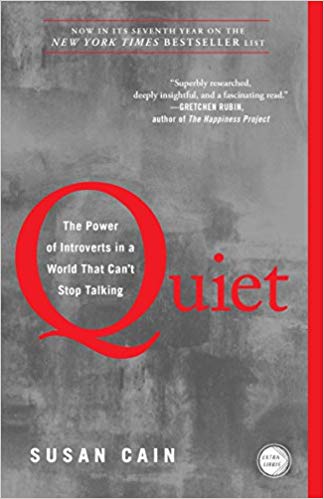 NOW IN ITS SEVENTH YEAR ON THE
NEW YORK TIMES BESTSELLER LIST
“Superbly researched,
deeply insightful, and a fascinating read.”
—GRETCHEN RUBIN,
author of The Happiness Project
The Power
of Introverts in a
World That Can't
Stop Talking
Quiet
SUSAN CAIN
EXTRA
LIBRIS